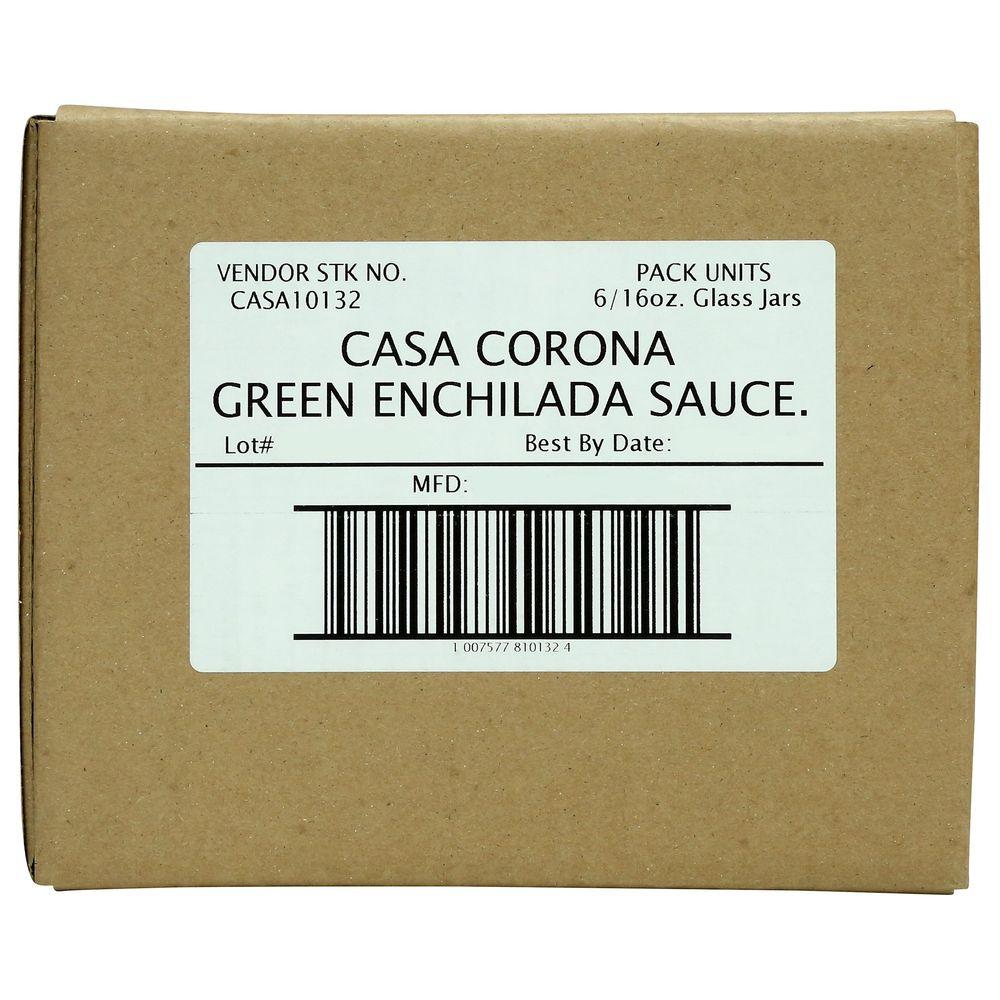 VENDOR STK NO.
CASA10132
PACK UNITS
6/16oz. Glass Jars
CASA CORONA
GREEN ENCHILADA SAUCE.
Lot#
Best By Date:
MFD:
1 007577 810132 4